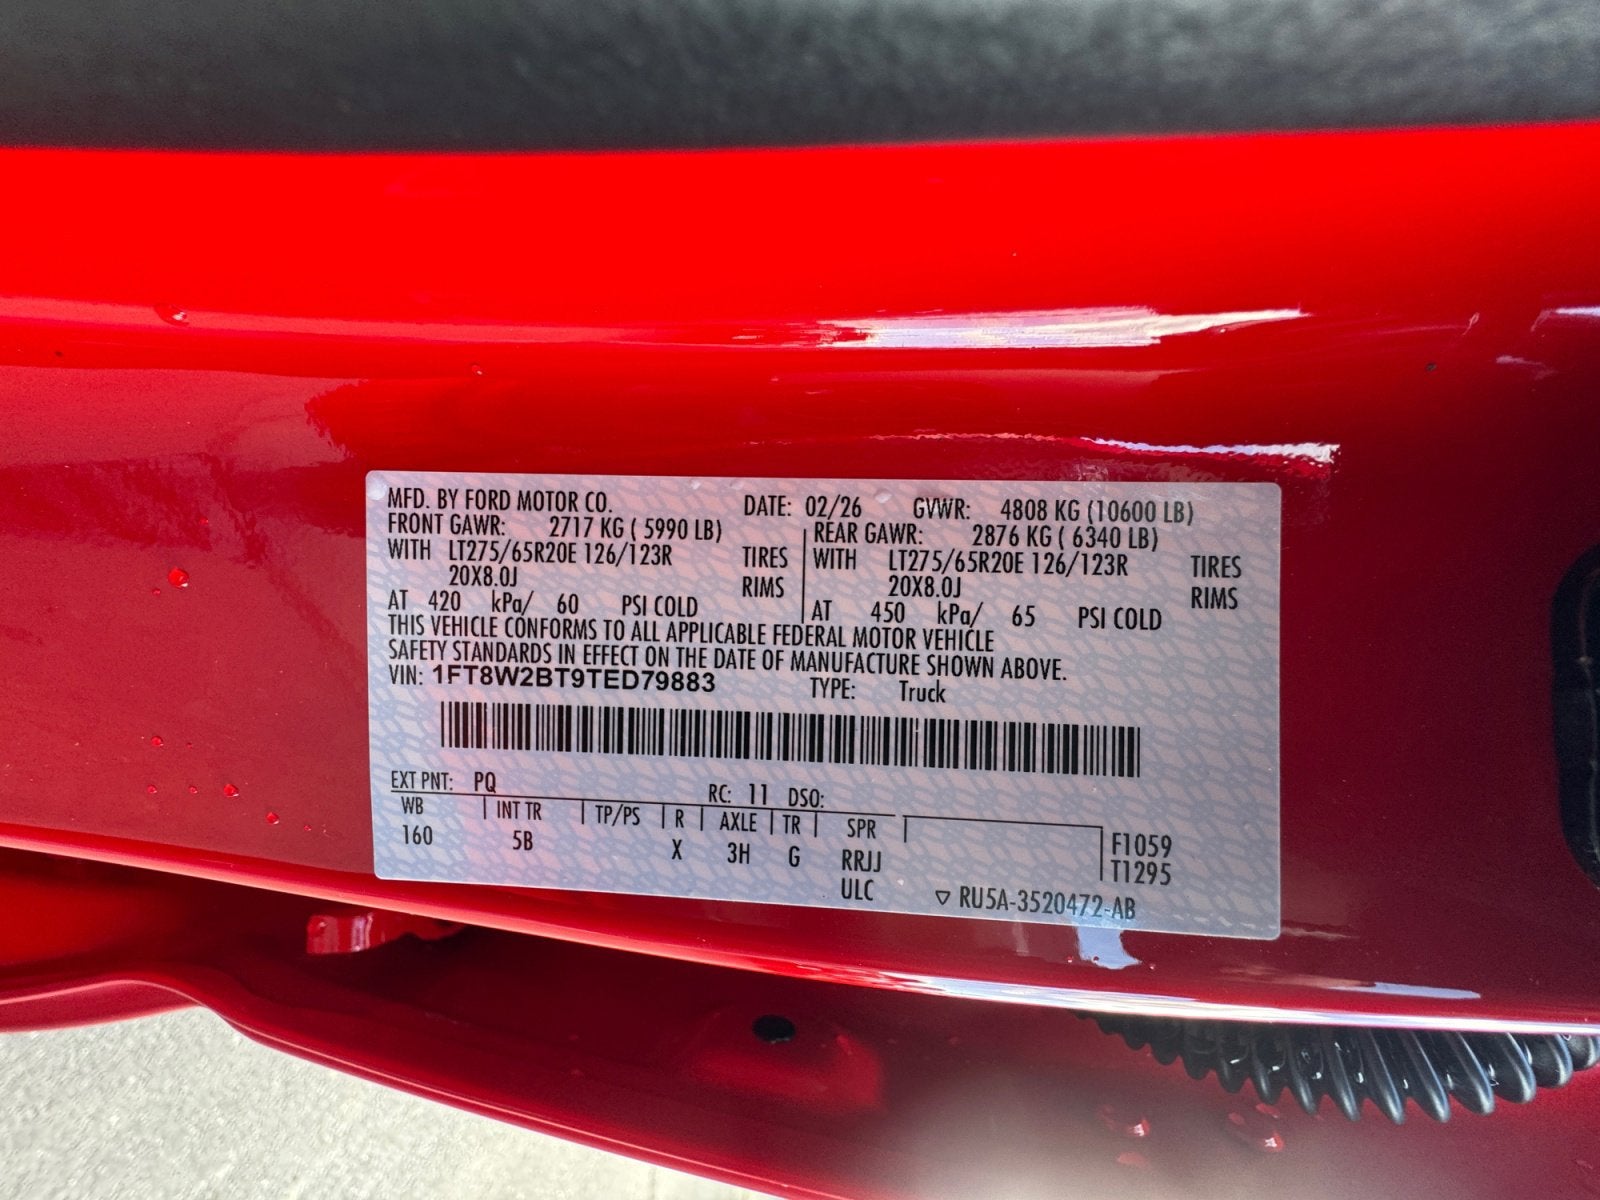 MFD. BY FORD MOTOR CO. DATE: 02/26 GVWR: 4808 KG (10600 LB)
FRONT GAWR: 2717 KG ( 5990 LB) REAR GAWR: 2876 KG ( 6340 LB)
WITH LT275/65R20E 126/123R TIRES WITH LT275/65R20E 126/123R TIRES
20X8.0J RIMS 20X8.0J RIMS
AT 420 kPa/ 60 PSI COLD AT 450 kPa/ 65 PSI COLD
THIS VEHICLE CONFORMS TO ALL APPLICABLE FEDERAL MOTOR VEHICLE
SAFETY STANDARDS IN EFFECT ON THE DATE OF MANUFACTURE SHOWN ABOVE.
VIN: 1FT8W2BT9TED79883 TYPE: Truck
EXT PNT: PQ RC: 11 DSO:
WB INT TR TP/PS R AXLE TR SPR
160 5B X 3H G RRJJ F1059
ULC T1295
▽ RU5A-3520472-AB